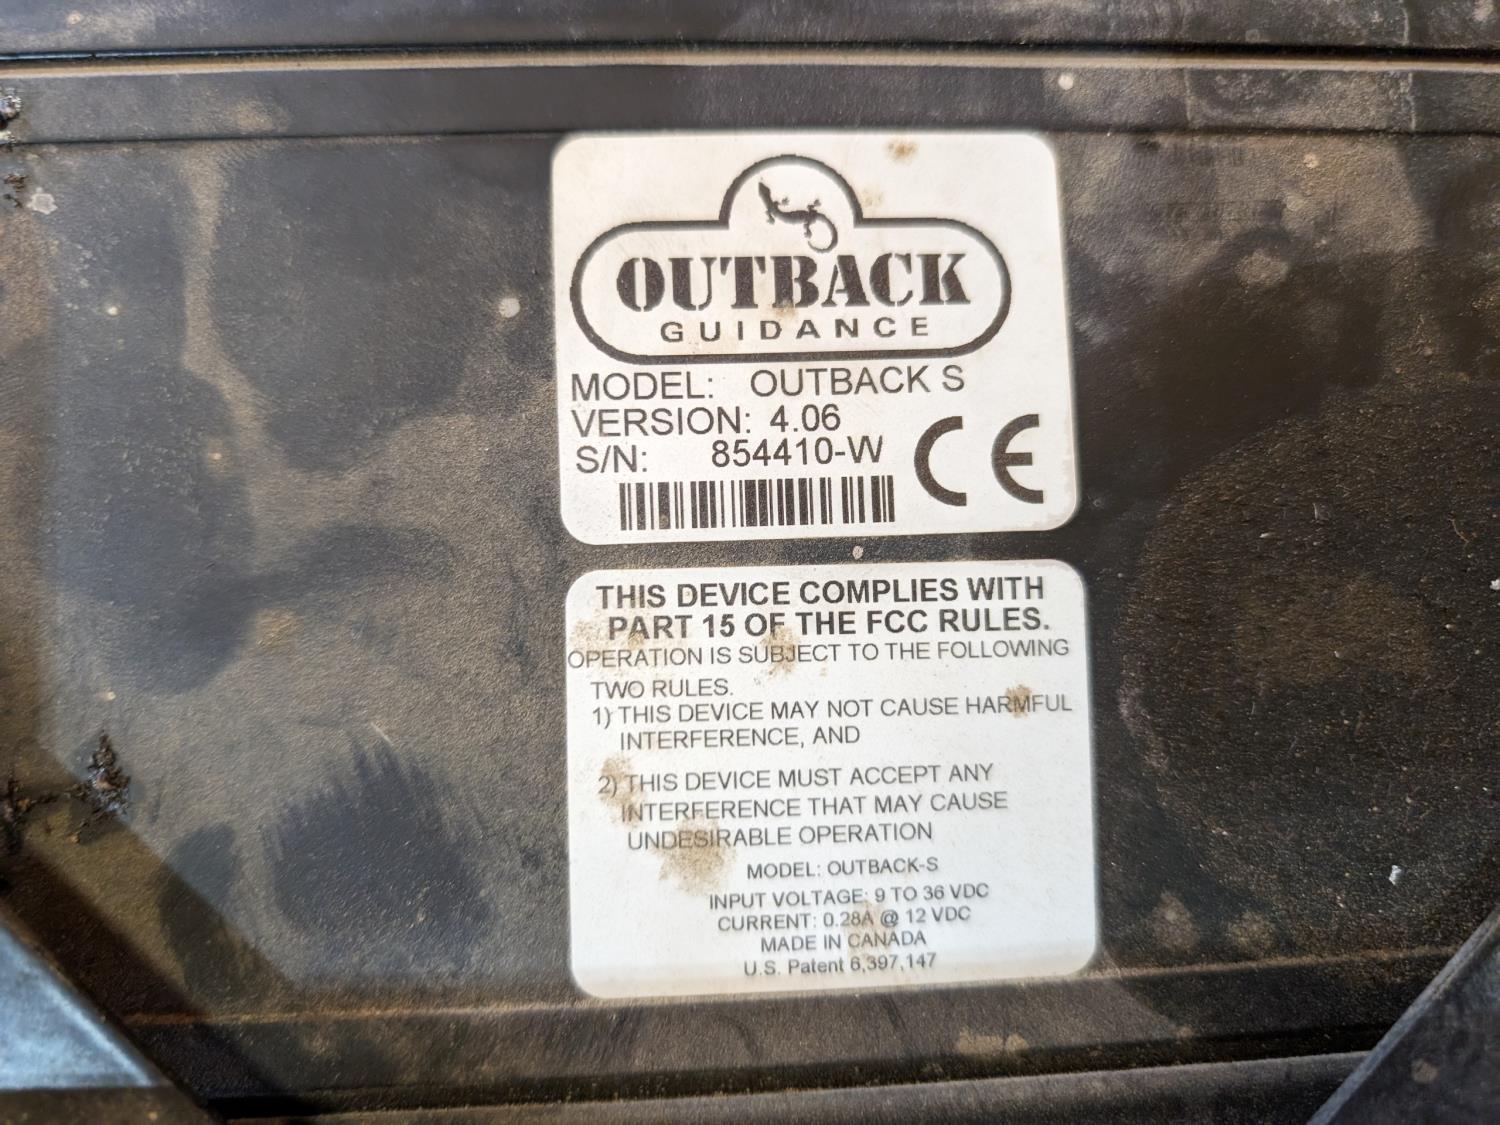 OUTBACK
GUIDANCE
MODEL: OUTBACK S
VERSION: 4.06
S/N: 854410-W
CE
THIS DEVICE COMPLIES WITH
PART 15 OF THE FCC RULES.
OPERATION IS SUBJECT TO THE FOLLOWING
TWO RULES.
1) THIS DEVICE MAY NOT CAUSE HARMFUL
INTERFERENCE, AND
2) THIS DEVICE MUST ACCEPT ANY
INTERFERENCE THAT MAY CAUSE
UNDESIRABLE OPERATION
MODEL: OUTBACK-S
INPUT VOLTAGE: 9 TO 36 VDC
CURRENT: 0.28A @ 12 VDC
MADE IN CANADA
U.S. Patent 6,397,147